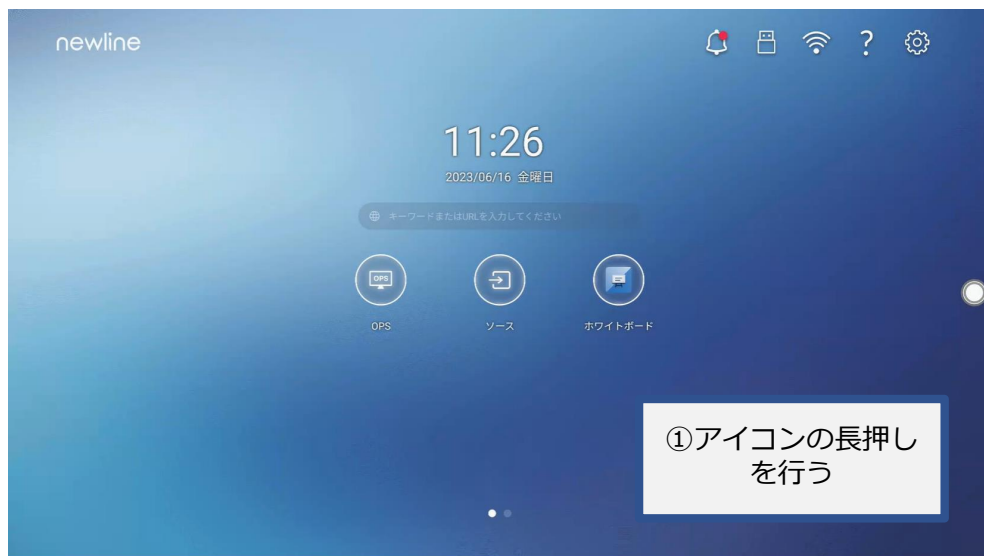 newline
?
11:26
2023/06/16 金曜日
キーワードまたはURLを入力してください
OPS
OPS
ソース
ホワイトボード
①アイコンの長押し
を行う